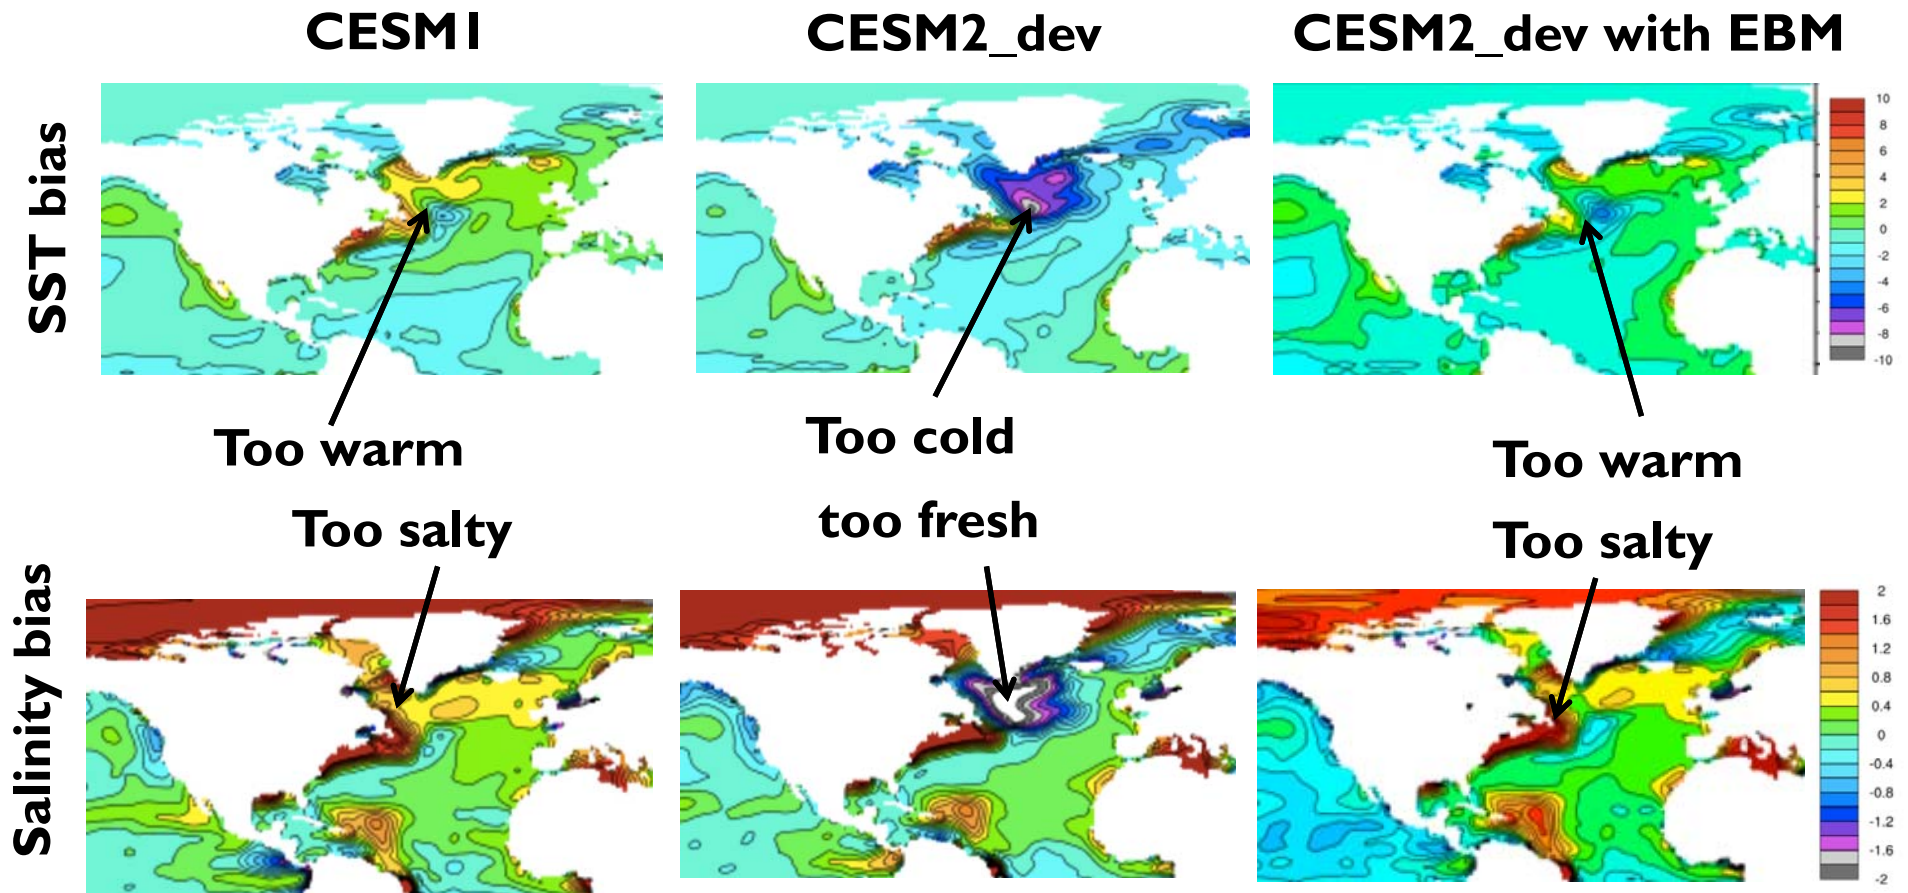 CESM1
CESM2_dev
CESM2_dev with EBM
SST bias
10
8
6
4
2
0
-2
-4
-6
-8
-10
Too warm
Too cold
Too warm
Too salty
too fresh
Too salty
Salinity bias
2
1.6
1.2
0.8
0.4
0
-0.4
-0.8
-1.2
-1.6
-2